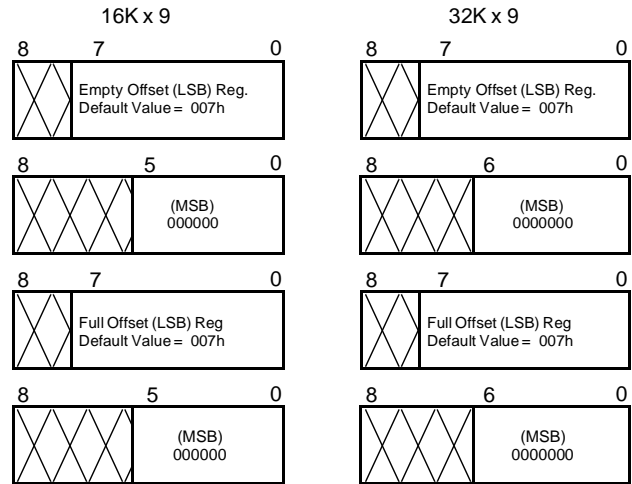 16K x 9
8 7 0
Empty Offset (LSB) Reg.
Default Value = 007h
8 5 0
(MSB)
000000
8 7 0
Full Offset (LSB) Reg
Default Value = 007h
8 5 0
(MSB)
000000
32K x 9
8 7 0
Empty Offset (LSB) Reg.
Default Value = 007h
8 6 0
(MSB)
0000000
8 7 0
Full Offset (LSB) Reg
Default Value = 007h
8 6 0
(MSB)
0000000